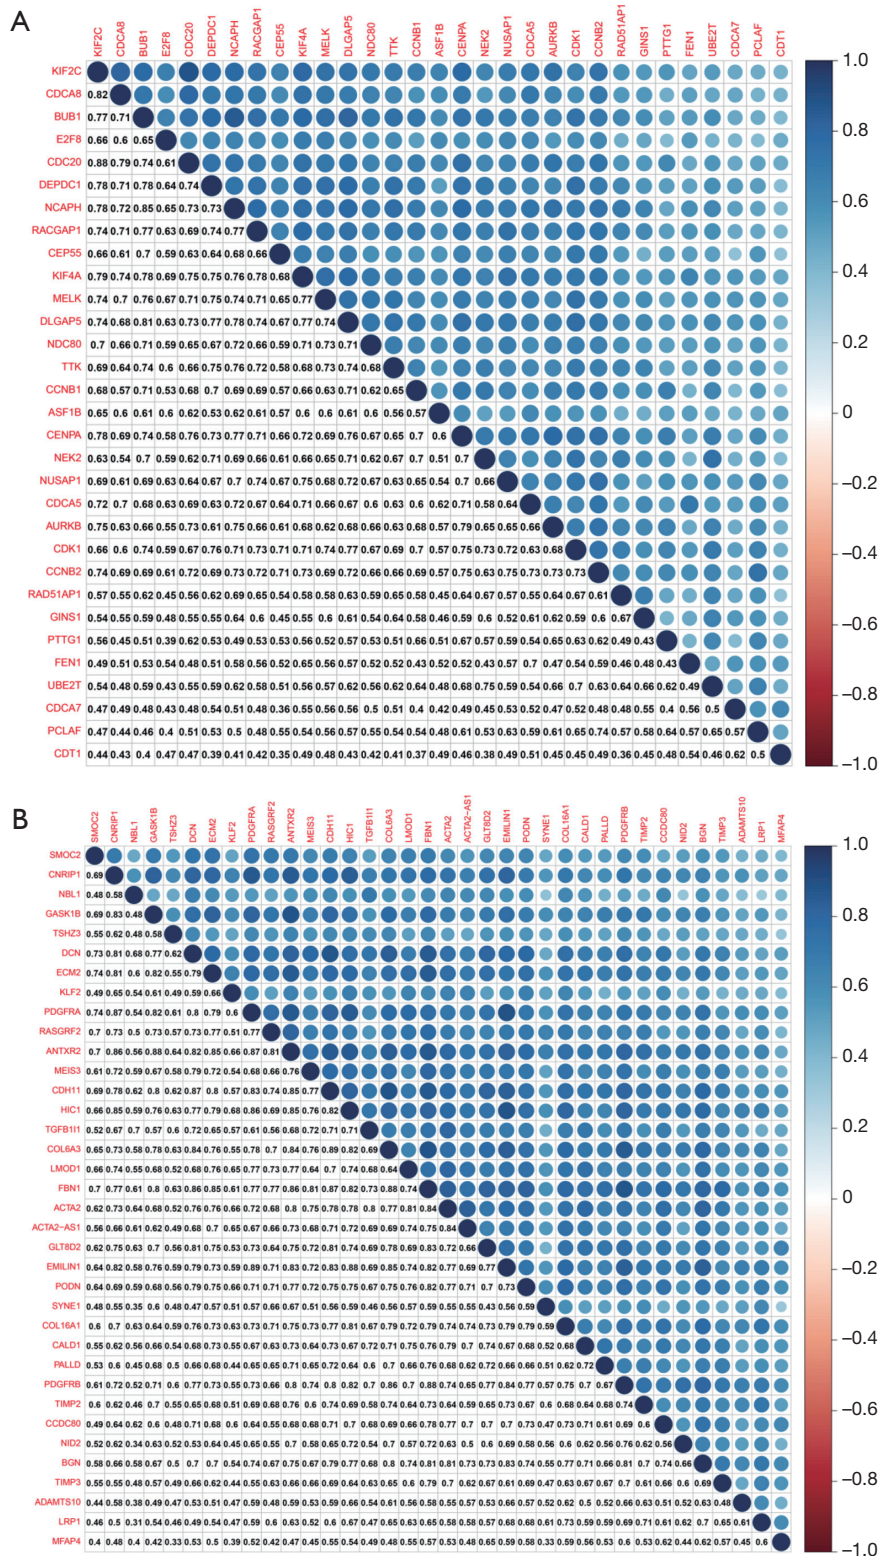 A
KIF2C CDCA8 BUB1 E2F8 CDC20 DEPDC1 NCAPH RACGAP1 CEP55 KIF4A MELK DLGAP5 NDC80 TTK CCNB1 ASF1B CENPA NEK2 NUSAP1 CDCA5 AURKB CDK1 CCNB2 RAD51AP1 GINS1 PTTG1 FEN1 UBE2T CDCA7 PCLAF CDT1
KIF2C
CDCA8 0.82
BUB1 0.77 0.71
E2F8 0.66 0.6 0.65
CDC20 0.88 0.79 0.74 0.61
DEPDC1 0.78 0.71 0.78 0.64 0.74
NCAPH 0.78 0.72 0.85 0.65 0.73 0.73
RACGAP1 0.74 0.71 0.77 0.63 0.69 0.74 0.77
CEP55 0.66 0.61 0.7 0.59 0.63 0.64 0.68 0.66
KIF4A 0.79 0.74 0.78 0.69 0.75 0.75 0.76 0.78 0.68
MELK 0.74 0.7 0.76 0.67 0.71 0.75 0.74 0.71 0.65 0.77
DLGAP5 0.74 0.68 0.81 0.63 0.73 0.77 0.78 0.74 0.67 0.77 0.74
NDC80 0.7 0.66 0.71 0.59 0.65 0.67 0.72 0.66 0.59 0.71 0.73 0.71
TTK 0.69 0.64 0.74 0.6 0.66 0.75 0.76 0.72 0.58 0.68 0.73 0.74 0.68
CCNB1 0.68 0.57 0.71 0.53 0.68 0.7 0.69 0.69 0.57 0.66 0.63 0.71 0.62 0.65
ASF1B 0.65 0.6 0.61 0.6 0.62 0.53 0.62 0.61 0.57 0.6 0.6 0.61 0.6 0.56 0.57
CENPA 0.78 0.69 0.74 0.58 0.76 0.73 0.77 0.71 0.66 0.72 0.69 0.76 0.67 0.65 0.7 0.6
NEK2 0.63 0.54 0.7 0.59 0.62 0.71 0.69 0.66 0.61 0.66 0.65 0.71 0.62 0.67 0.7 0.51 0.7
NUSAP1 0.69 0.61 0.69 0.63 0.64 0.67 0.7 0.74 0.67 0.75 0.68 0.72 0.67 0.63 0.65 0.54 0.7 0.66
CDCA5 0.72 0.7 0.68 0.63 0.69 0.63 0.72 0.67 0.64 0.71 0.66 0.67 0.6 0.63 0.6 0.62 0.71 0.58 0.64
AURKB 0.75 0.63 0.66 0.55 0.73 0.61 0.75 0.66 0.61 0.68 0.62 0.68 0.66 0.63 0.68 0.57 0.79 0.65 0.65 0.66
CDK1 0.66 0.6 0.74 0.59 0.67 0.76 0.71 0.73 0.71 0.71 0.74 0.77 0.67 0.69 0.7 0.57 0.75 0.73 0.72 0.63 0.68
CCNB2 0.74 0.69 0.69 0.61 0.72 0.69 0.73 0.72 0.71 0.73 0.69 0.72 0.66 0.66 0.69 0.57 0.75 0.63 0.75 0.73 0.73 0.73
RAD51AP1 0.57 0.55 0.62 0.45 0.56 0.62 0.69 0.65 0.54 0.58 0.58 0.63 0.59 0.65 0.56 0.45 0.64 0.57 0.67 0.55 0.64 0.67 0.61
GINS1 0.54 0.55 0.59 0.48 0.55 0.55 0.64 0.6 0.45 0.55 0.6 0.61 0.54 0.64 0.58 0.46 0.59 0.6 0.52 0.61 0.62 0.59 0.6 0.67
PTTG1 0.56 0.45 0.51 0.39 0.62 0.53 0.49 0.53 0.53 0.56 0.52 0.57 0.53 0.51 0.66 0.51 0.67 0.57 0.59 0.54 0.65 0.63 0.62 0.49 0.43
FEN1 0.49 0.51 0.53 0.54 0.48 0.51 0.58 0.56 0.52 0.65 0.56 0.57 0.52 0.52 0.43 0.52 0.52 0.43 0.57 0.7 0.47 0.54 0.59 0.46 0.48 0.43
UBE2T 0.54 0.48 0.59 0.43 0.55 0.59 0.62 0.58 0.51 0.56 0.57 0.62 0.56 0.62 0.64 0.48 0.68 0.75 0.59 0.54 0.66 0.7 0.63 0.64 0.66 0.62 0.49
CDCA7 0.47 0.49 0.48 0.43 0.48 0.54 0.51 0.48 0.36 0.55 0.56 0.56 0.5 0.51 0.4 0.42 0.49 0.45 0.53 0.52 0.47 0.52 0.48 0.48 0.55 0.4 0.56 0.5
PCLAF 0.47 0.44 0.46 0.4 0.51 0.53 0.5 0.55 0.54 0.49 0.57 0.57 0.55 0.54 0.54 0.48 0.61 0.53 0.63 0.59 0.61 0.65 0.74 0.56 0.58 0.64 0.57 0.65 0.57
CDT1 0.44 0.43 0.4 0.47 0.47 0.39 0.41 0.42 0.35 0.49 0.48 0.43 0.41 0.41 0.37 0.49 0.46 0.38 0.49 0.51 0.45 0.44 0.49 0.36 0.45 0.48 0.54 0.46 0.62 0.5
1.0
0.8
0.6
0.4
0.2
0
−0.2
−0.4
−0.6
−0.8
−1.0
B
SMOC2 CNRIP1 NBL1 GASK1B TSHZ3 DCN ECM2 KLF2 PDGFRA RASGRF2 ANTXR2 MEIS3 CDH11 HIC1 TGFB1I1 COL6A3 LMOD1 FBN1 ACTA2 ACTA2−AS1 GLT8D2 EMILIN1 PODN SYNE1 COL16A1 CALD1 PALLD PDGFRB TIMP2 CCDC80 NID2 BGN TIMP3 ADAMTS10 LRP1 MFAP4
SMOC2
CNRIP1 0.69
NBL1 0.48 0.58
GASK1B 0.69 0.83 0.48
TSHZ3 0.55 0.62 0.48 0.58
DCN 0.73 0.81 0.68 0.77 0.62
ECM2 0.74 0.81 0.6 0.82 0.55 0.79
KLF2 0.49 0.65 0.54 0.61 0.49 0.59 0.66
PDGFRA 0.74 0.87 0.54 0.82 0.61 0.8 0.79 0.6
RASGRF2 0.7 0.73 0.5 0.73 0.57 0.73 0.77 0.51 0.77
ANTXR2 0.7 0.86 0.56 0.88 0.64 0.82 0.85 0.66 0.87 0.81
MEIS3 0.61 0.72 0.59 0.67 0.58 0.79 0.72 0.54 0.68 0.66 0.76
CDH11 0.69 0.78 0.62 0.8 0.62 0.87 0.8 0.57 0.83 0.74 0.85 0.77
HIC1 0.66 0.85 0.59 0.76 0.63 0.77 0.79 0.68 0.86 0.69 0.85 0.76 0.82
TGFB1I1 0.52 0.67 0.7 0.57 0.6 0.72 0.65 0.57 0.61 0.56 0.68 0.72 0.71 0.71
COL6A3 0.65 0.73 0.58 0.78 0.63 0.84 0.76 0.55 0.78 0.7 0.84 0.76 0.89 0.82 0.69
LMOD1 0.66 0.74 0.55 0.68 0.52 0.68 0.76 0.65 0.77 0.73 0.77 0.64 0.7 0.74 0.68 0.64
FBN1 0.7 0.77 0.61 0.8 0.63 0.86 0.85 0.61 0.77 0.77 0.86 0.81 0.87 0.82 0.73 0.88 0.74
ACTA2 0.62 0.73 0.64 0.68 0.52 0.76 0.76 0.66 0.72 0.68 0.8 0.75 0.78 0.78 0.8 0.77 0.81 0.84
ACTA2−AS1 0.56 0.66 0.61 0.62 0.49 0.68 0.7 0.65 0.67 0.66 0.73 0.68 0.71 0.72 0.69 0.69 0.74 0.75 0.84
GLT8D2 0.62 0.75 0.63 0.7 0.56 0.81 0.75 0.53 0.73 0.64 0.75 0.72 0.81 0.74 0.69 0.78 0.69 0.83 0.72 0.66
EMILIN1 0.64 0.82 0.58 0.76 0.59 0.79 0.73 0.59 0.89 0.71 0.83 0.72 0.83 0.88 0.69 0.85 0.74 0.82 0.77 0.69 0.77
PODN 0.64 0.69 0.59 0.68 0.56 0.79 0.75 0.66 0.71 0.71 0.77 0.72 0.75 0.75 0.67 0.75 0.76 0.82 0.77 0.71 0.7 0.73
SYNE1 0.48 0.55 0.35 0.6 0.48 0.47 0.57 0.51 0.57 0.66 0.67 0.51 0.56 0.59 0.46 0.56 0.57 0.59 0.55 0.55 0.43 0.56 0.59
COL16A1 0.6 0.7 0.63 0.64 0.59 0.76 0.73 0.63 0.73 0.71 0.75 0.73 0.77 0.81 0.67 0.79 0.72 0.79 0.74 0.74 0.73 0.79 0.79 0.59
CALD1 0.55 0.62 0.56 0.66 0.54 0.68 0.73 0.55 0.67 0.63 0.73 0.64 0.73 0.67 0.72 0.71 0.75 0.76 0.79 0.7 0.74 0.67 0.68 0.52 0.68
PALLD 0.53 0.6 0.45 0.68 0.5 0.66 0.68 0.44 0.65 0.65 0.71 0.65 0.72 0.64 0.6 0.7 0.66 0.76 0.68 0.62 0.72 0.66 0.66 0.51 0.62 0.72
PDGFRB 0.61 0.72 0.52 0.71 0.6 0.77 0.73 0.55 0.73 0.66 0.8 0.74 0.8 0.82 0.7 0.86 0.7 0.88 0.74 0.65 0.77 0.84 0.77 0.57 0.75 0.7 0.67
TIMP2 0.6 0.62 0.46 0.7 0.55 0.65 0.68 0.51 0.69 0.68 0.76 0.6 0.74 0.69 0.58 0.74 0.64 0.73 0.64 0.59 0.65 0.73 0.67 0.6 0.68 0.64 0.68 0.74
CCDC80 0.49 0.64 0.62 0.6 0.48 0.71 0.68 0.6 0.64 0.55 0.68 0.68 0.71 0.7 0.68 0.69 0.66 0.78 0.77 0.7 0.7 0.7 0.73 0.47 0.73 0.71 0.61 0.69 0.6
NID2 0.52 0.62 0.34 0.63 0.52 0.53 0.64 0.45 0.65 0.55 0.7 0.58 0.65 0.72 0.54 0.7 0.57 0.72 0.63 0.5 0.6 0.69 0.58 0.56 0.6 0.62 0.56 0.76 0.62 0.56
BGN 0.58 0.66 0.58 0.67 0.5 0.7 0.7 0.54 0.74 0.67 0.75 0.67 0.79 0.77 0.68 0.8 0.74 0.81 0.81 0.73 0.73 0.83 0.74 0.55 0.77 0.71 0.66 0.81 0.7 0.74 0.66
TIMP3 0.55 0.55 0.48 0.57 0.49 0.66 0.62 0.44 0.55 0.63 0.66 0.66 0.69 0.64 0.63 0.65 0.6 0.79 0.7 0.62 0.67 0.61 0.69 0.47 0.63 0.67 0.67 0.7 0.61 0.66 0.6 0.69
ADAMTS10 0.44 0.58 0.38 0.49 0.47 0.53 0.51 0.47 0.59 0.48 0.59 0.53 0.59 0.66 0.54 0.61 0.56 0.58 0.55 0.57 0.53 0.66 0.57 0.52 0.62 0.5 0.52 0.66 0.63 0.51 0.52 0.63 0.48
LRP1 0.46 0.5 0.31 0.54 0.46 0.49 0.54 0.47 0.59 0.6 0.63 0.52 0.6 0.67 0.47 0.65 0.65 0.58 0.58 0.57 0.58 0.73 0.57 0.61 0.73 0.54 0.59 0.69 0.71 0.53 0.62 0.7 0.65 0.61
MFAP4 0.4 0.48 0.4 0.42 0.33 0.53 0.5 0.39 0.52 0.42 0.47 0.45 0.55 0.54 0.49 0.48 0.55 0.54 0.47 0.48 0.65 0.59 0.58 0.33 0.59 0.56 0.53 0.6 0.53 0.62 0.44 0.62 0.57 0.45 0.6
1.0
0.8
0.6
0.4
0.2
0
−0.2
−0.4
−0.6
−0.8
−1.0